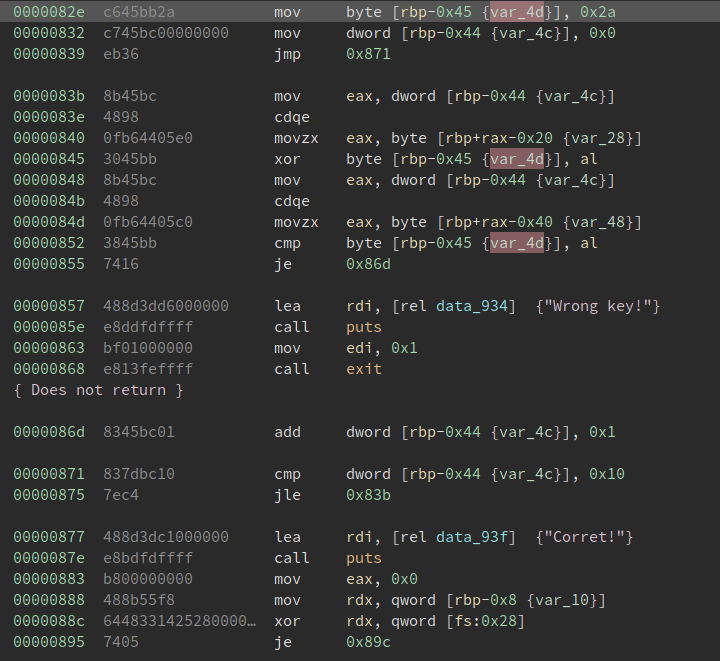 0000082e c645bb2a mov byte [rbp-0x45 {var_4d}], 0x2a
00000832 c745bc00000000 mov dword [rbp-0x44 {var_4c}], 0x0
00000839 eb36 jmp 0x871
0000083b 8b45bc mov eax, dword [rbp-0x44 {var_4c}]
0000083e 4898 cdqe
00000840 0fb64405e0 movzx eax, byte [rbp+rax-0x20 {var_28}]
00000845 3045bb xor byte [rbp-0x45 {var_4d}], al
00000848 8b45bc mov eax, dword [rbp-0x44 {var_4c}]
0000084b 4898 cdqe
0000084d 0fb64405c0 movzx eax, byte [rbp+rax-0x40 {var_48}]
00000852 3845bb cmp byte [rbp-0x45 {var_4d}], al
00000855 7416 je 0x86d
00000857 488d3dd6000000 lea rdi, [rel data_934] {"Wrong key!"}
0000085e e8ddfdffff call puts
00000863 bf01000000 mov edi, 0x1
00000868 e813feffff call exit
{ Does not return }
0000086d 8345bc01 add dword [rbp-0x44 {var_4c}], 0x1
00000871 837dbc10 cmp dword [rbp-0x44 {var_4c}], 0x10
00000875 7ec4 jle 0x83b
00000877 488d3dc1000000 lea rdi, [rel data_93f] {"Corret!"}
0000087e e8bdfdffff call puts
00000883 b800000000 mov eax, 0x0
00000888 488b55f8 mov rdx, qword [rbp-0x8 {var_10}]
0000088c 6448331425280000… xor rdx, qword [fs:0x28]
00000895 7405 je 0x89c